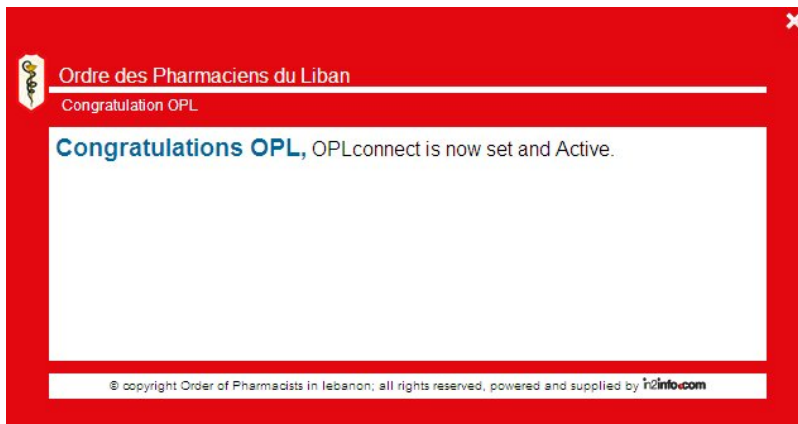 Ordre des Pharmaciens du Liban
Congratulation OPL
Congratulations OPL, OPLconnect is now set and Active.
© copyright Order of Pharmacists in lebanon; all rights reserved, powered and supplied by in2info.com